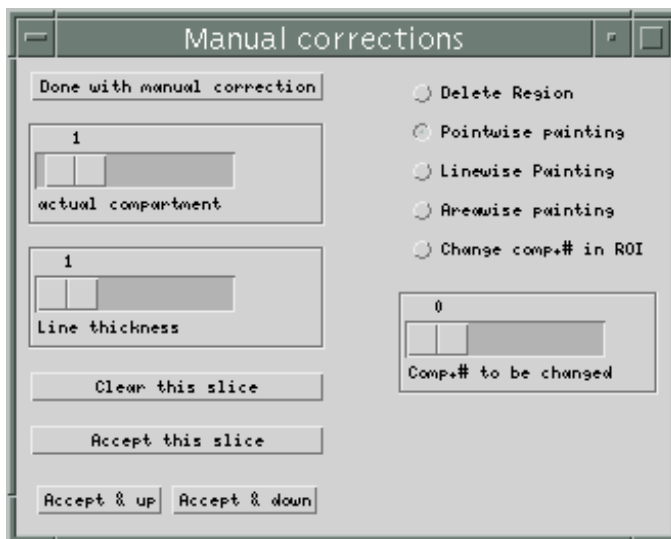 Manual corrections
Done with manual correction
1
actual compartment
1
Line thickness
Clear this slice
Accept this slice
Accept & up
Accept & down
Delete Region
Pointwise painting
Linewise Painting
Areawise painting
Change comp.# in ROI
0
Comp.# to be changed